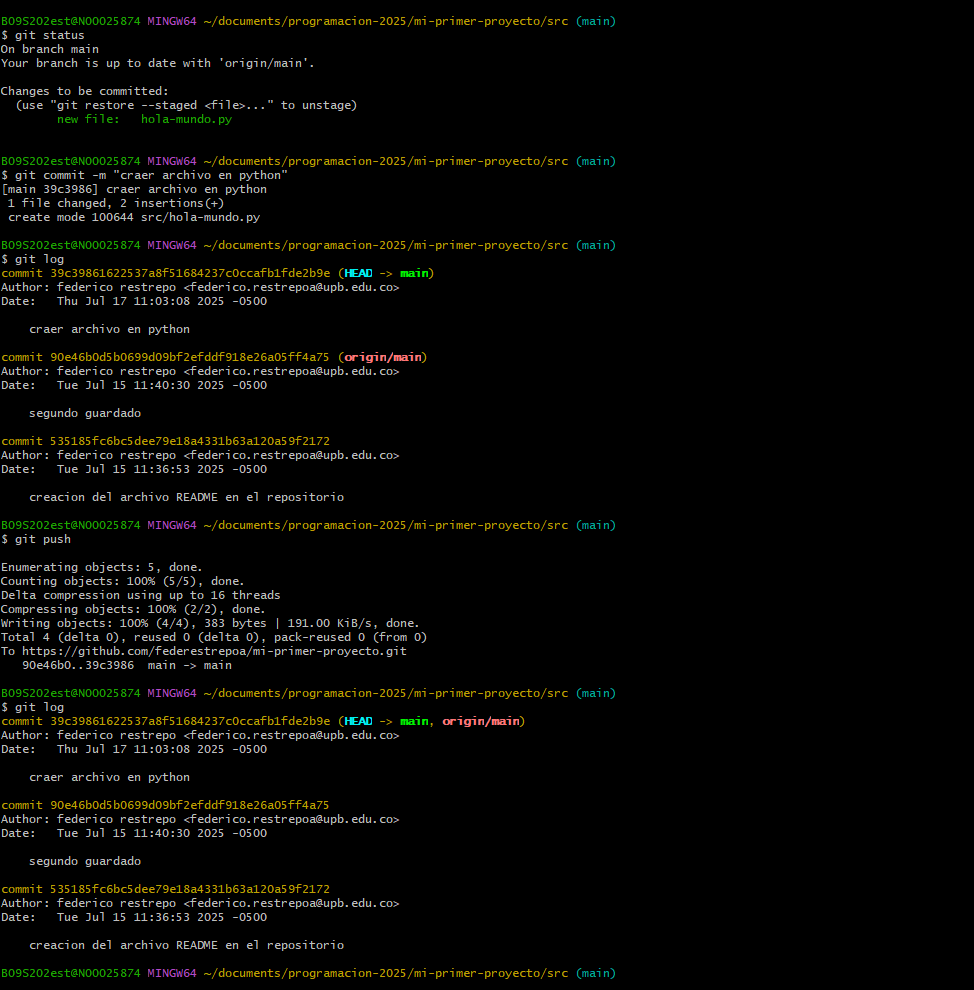 B09S202est@N00025874 MINGW64 ~/documents/programacion-2025/mi-primer-proyecto/src (main)
$ git status
On branch main
Your branch is up to date with 'origin/main'.
Changes to be committed:
  (use "git restore --staged <file>..." to unstage)
        new file:   hola-mundo.py
B09S202est@N00025874 MINGW64 ~/documents/programacion-2025/mi-primer-proyecto/src (main)
$ git commit -m "craer archivo en python"
[main 39c3986] craer archivo en python
 1 file changed, 2 insertions(+)
 create mode 100644 src/hola-mundo.py
B09S202est@N00025874 MINGW64 ~/documents/programacion-2025/mi-primer-proyecto/src (main)
$ git log
commit 39c39861622537a8f51684237c0ccafb1fde2b9e (HEAD -> main)
Author: federico restrepo <federico.restrepoa@upb.edu.co>
Date:   Thu Jul 17 11:03:08 2025 -0500
    craer archivo en python
commit 90e46b0d5b0699d09bf2efddf918e26a05ff4a75 (origin/main)
Author: federico restrepo <federico.restrepoa@upb.edu.co>
Date:   Tue Jul 15 11:40:30 2025 -0500
    segundo guardado
commit 535185fc6bc5dee79e18a4331b63a120a59f2172
Author: federico restrepo <federico.restrepoa@upb.edu.co>
Date:   Tue Jul 15 11:36:53 2025 -0500
    creacion del archivo README en el repositorio
B09S202est@N00025874 MINGW64 ~/documents/programacion-2025/mi-primer-proyecto/src (main)
$ git push
Enumerating objects: 5, done.
Counting objects: 100% (5/5), done.
Delta compression using up to 16 threads
Compressing objects: 100% (2/2), done.
Writing objects: 100% (4/4), 383 bytes | 191.00 KiB/s, done.
Total 4 (delta 0), reused 0 (delta 0), pack-reused 0 (from 0)
To https://github.com/federestrepoa/mi-primer-proyecto.git
   90e46b0..39c3986  main -> main
B09S202est@N00025874 MINGW64 ~/documents/programacion-2025/mi-primer-proyecto/src (main)
$ git log
commit 39c39861622537a8f51684237c0ccafb1fde2b9e (HEAD -> main, origin/main)
Author: federico restrepo <federico.restrepoa@upb.edu.co>
Date:   Thu Jul 17 11:03:08 2025 -0500
    craer archivo en python
commit 90e46b0d5b0699d09bf2efddf918e26a05ff4a75
Author: federico restrepo <federico.restrepoa@upb.edu.co>
Date:   Tue Jul 15 11:40:30 2025 -0500
    segundo guardado
commit 535185fc6bc5dee79e18a4331b63a120a59f2172
Author: federico restrepo <federico.restrepoa@upb.edu.co>
Date:   Tue Jul 15 11:36:53 2025 -0500
    creacion del archivo README en el repositorio
B09S202est@N00025874 MINGW64 ~/documents/programacion-2025/mi-primer-proyecto/src (main)